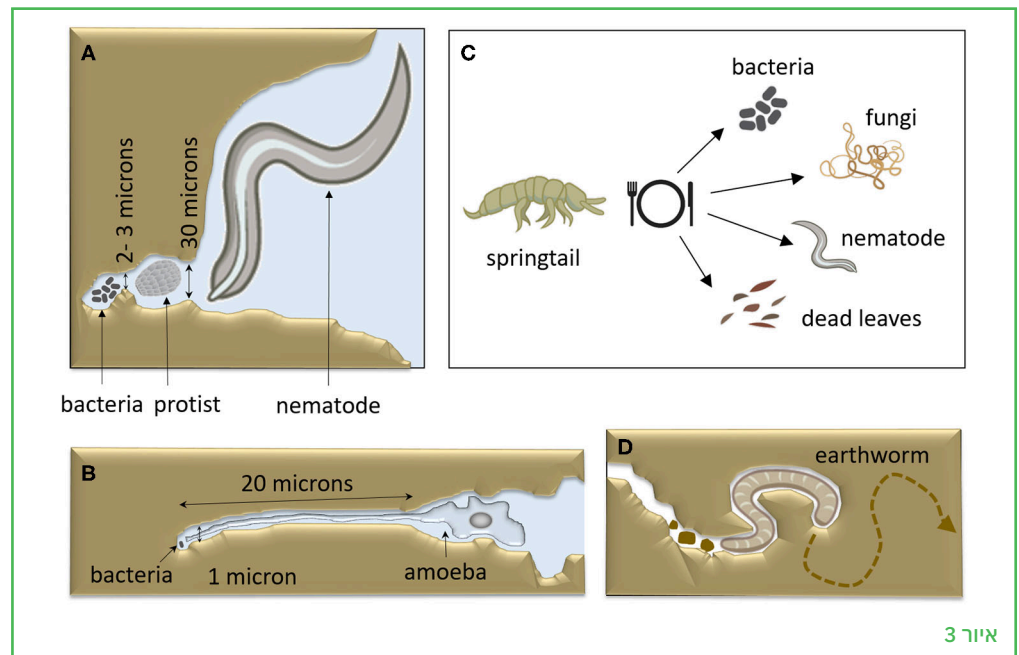 A
2- 3 microns
30 microns
bacteria protist
nematode
C
bacteria
fungi
springtail
nematode
dead leaves
B
20 microns
bacteria
1 micron
amoeba
D
earthworm
איור 3